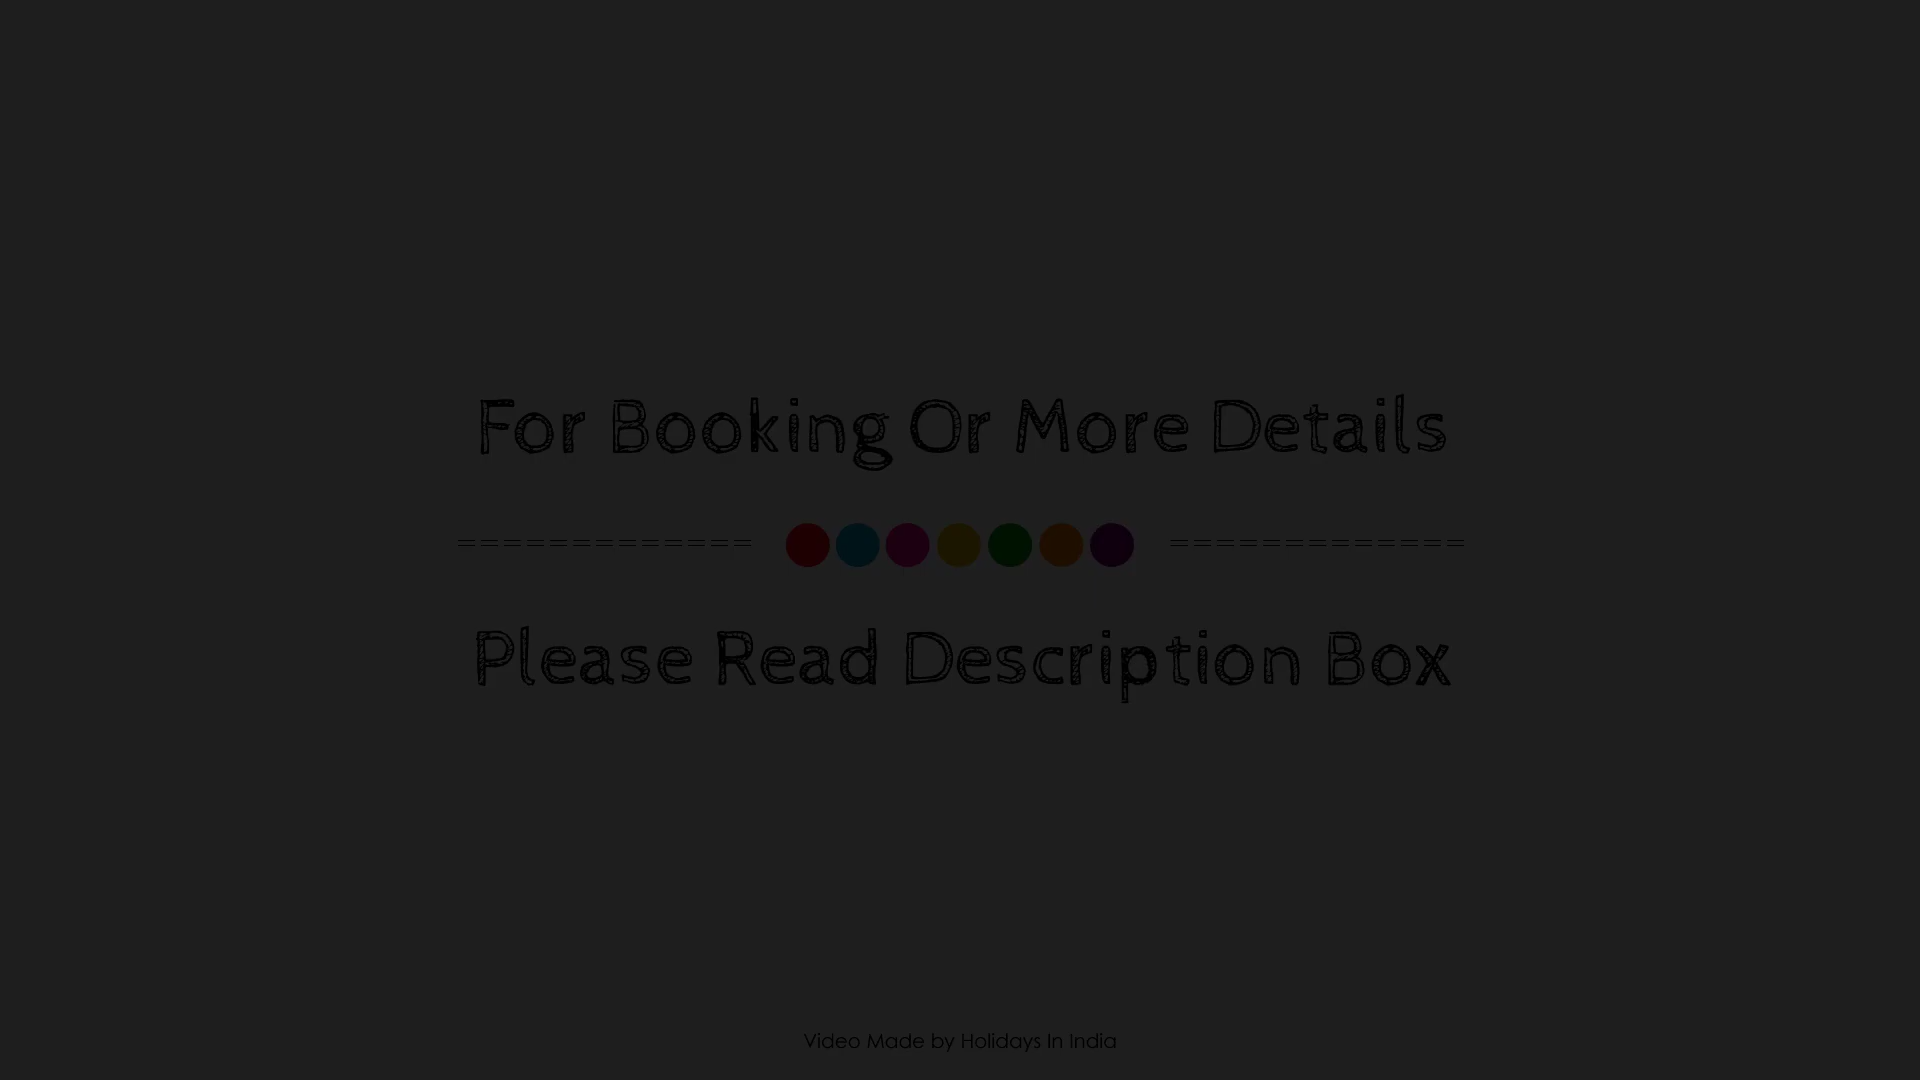 For Booking Or More Details
============= =============
Please Read Description Box
Video Made by Holidays In India